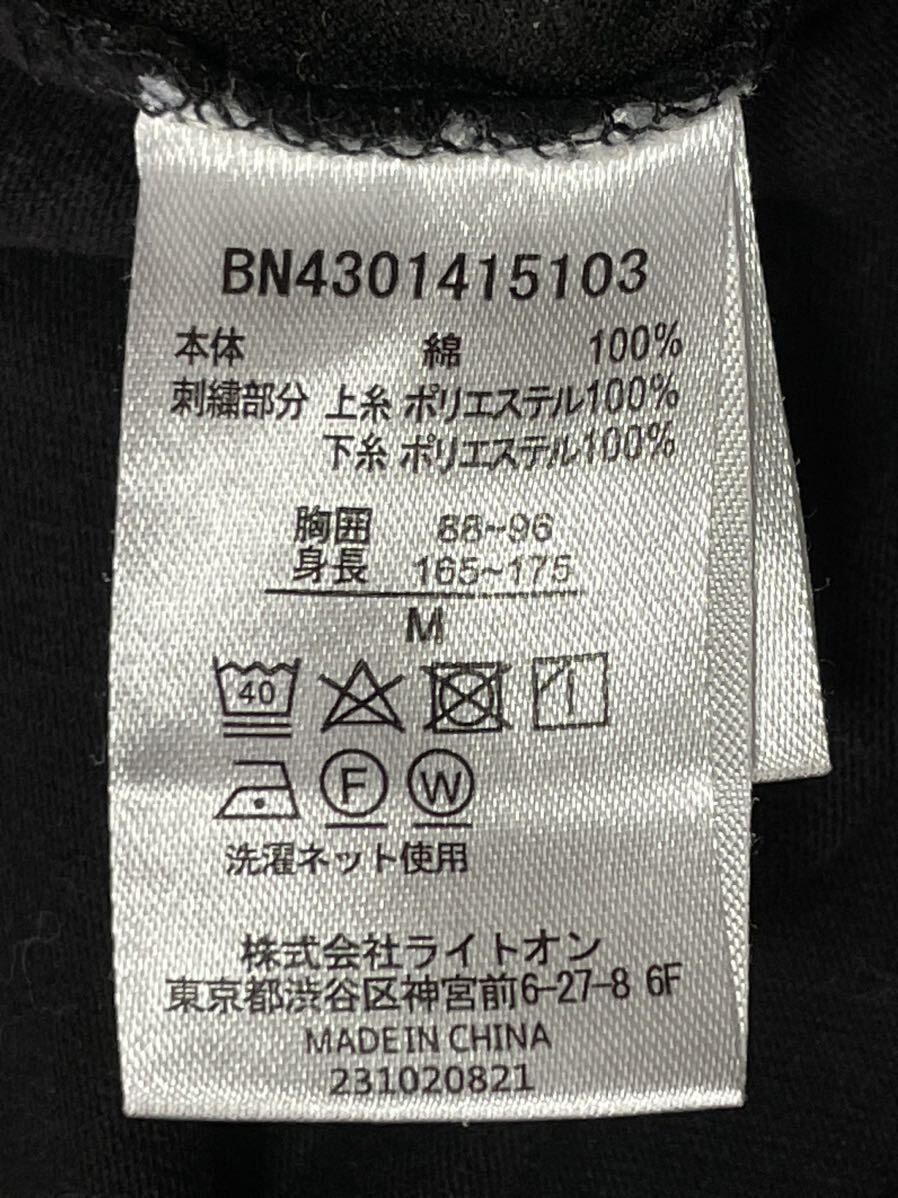 BN4301415103
本体 綿 100%
刺繍部分 上糸 ポリエステル100%
下糸 ポリエステル100%
胸囲 88~96
身長 165~175
M
40
F W
洗濯ネット使用
株式会社ライトオン
東京都渋谷区神宮前6-27-8 6F
MADE IN CHINA
231020821